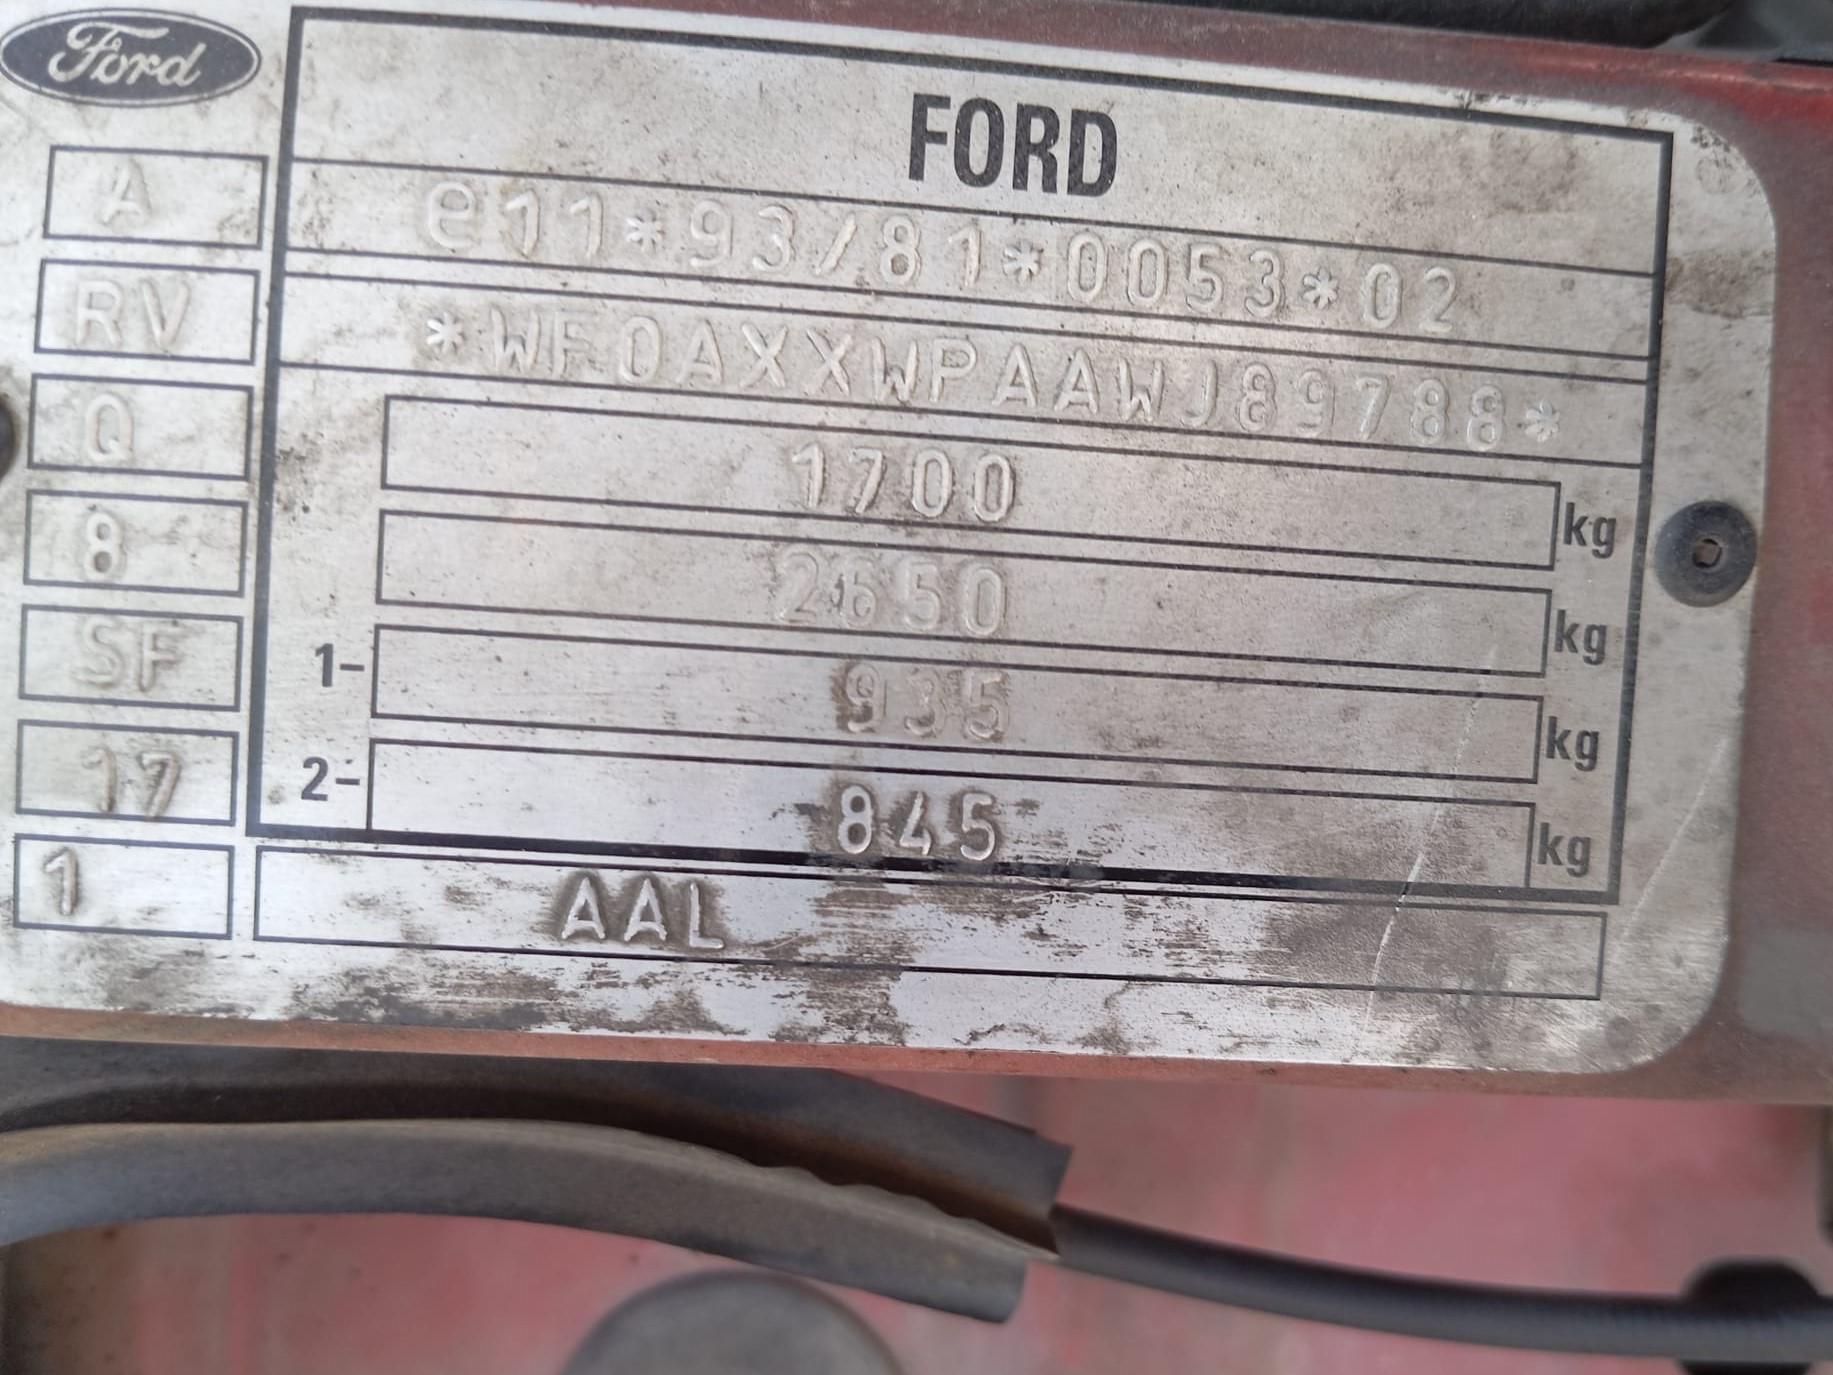 Ford
FORD
e11*93/81*0053*02
*WF0AXXWPAAWJ89788*
1700 kg
2650 kg
1- 935 kg
2- 845 kg
AAL
A
RV
Q
8
SF
17
1